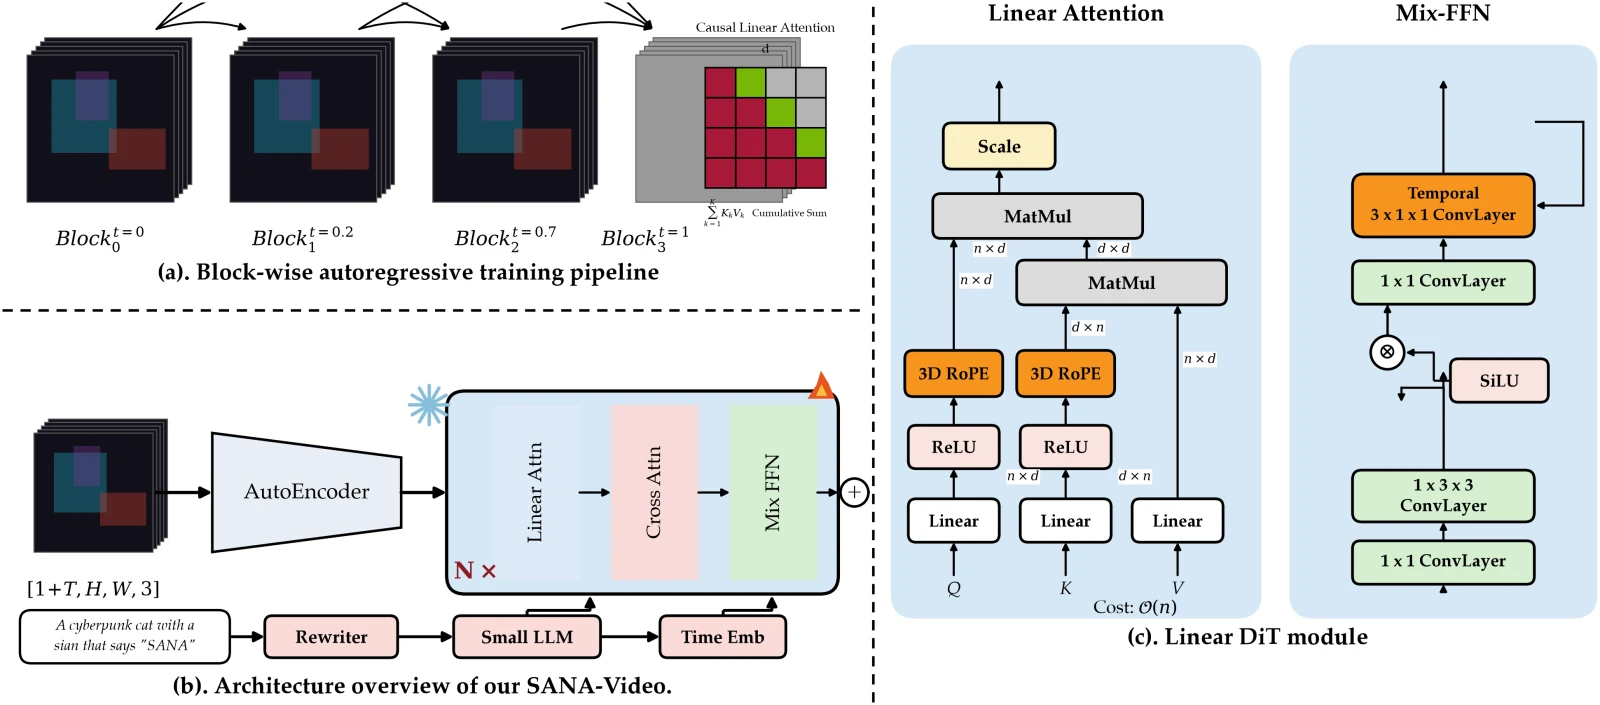 Causal Linear Attention
d
∑ K_k V_k Cumulative Sum
K
k=1
Block_0^{t=0}
Block_1^{t=0.2}
Block_2^{t=0.7}
Block_3^{t=1}
(a). Block-wise autoregressive training pipeline
AutoEncoder
Linear Attn
Cross Attn
Mix FFN
+
N ×
[1+T, H, W, 3]
A cyberpunk cat with a
sian that says "SANA"
Rewriter
Small LLM
Time Emb
(b). Architecture overview of our SANA-Video.
Linear Attention
Scale
MatMul
n × d
d × d
n × d
MatMul
d × n
n × d
3D RoPE
3D RoPE
ReLU
ReLU
n × d
d × n
Linear
Linear
Linear
Q
K
V
Cost: 𝒪(n)
Mix-FFN
Temporal
3 x 1 x 1 ConvLayer
1 x 1 ConvLayer
⊗
SiLU
1 x 3 x 3
ConvLayer
1 x 1 ConvLayer
(c). Linear DiT module